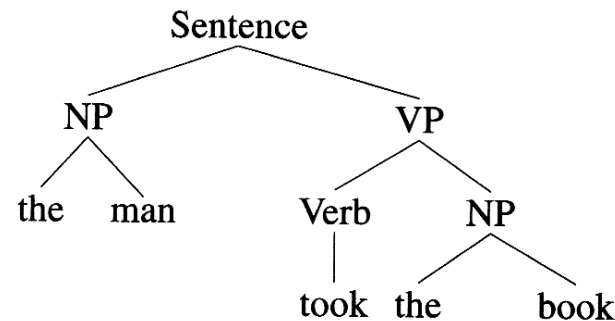 Sentence
NP VP
the man Verb NP
took the book